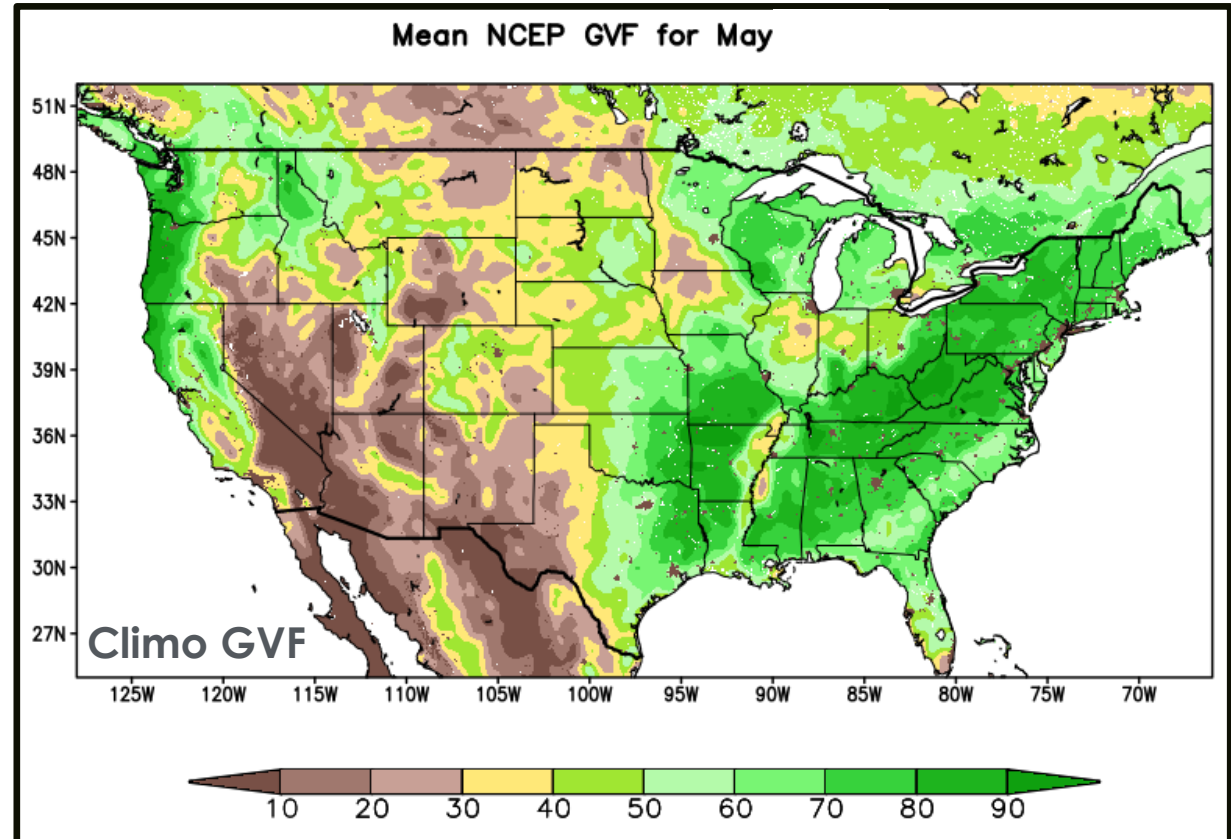 Mean NCEP GVF for May
51N
48N
45N
42N
39N
36N
33N
30N
27N
Climo GVF
125W 120W 115W 110W 105W 100W 95W 90W 85W 80W 75W 70W
10 20 30 40 50 60 70 80 90